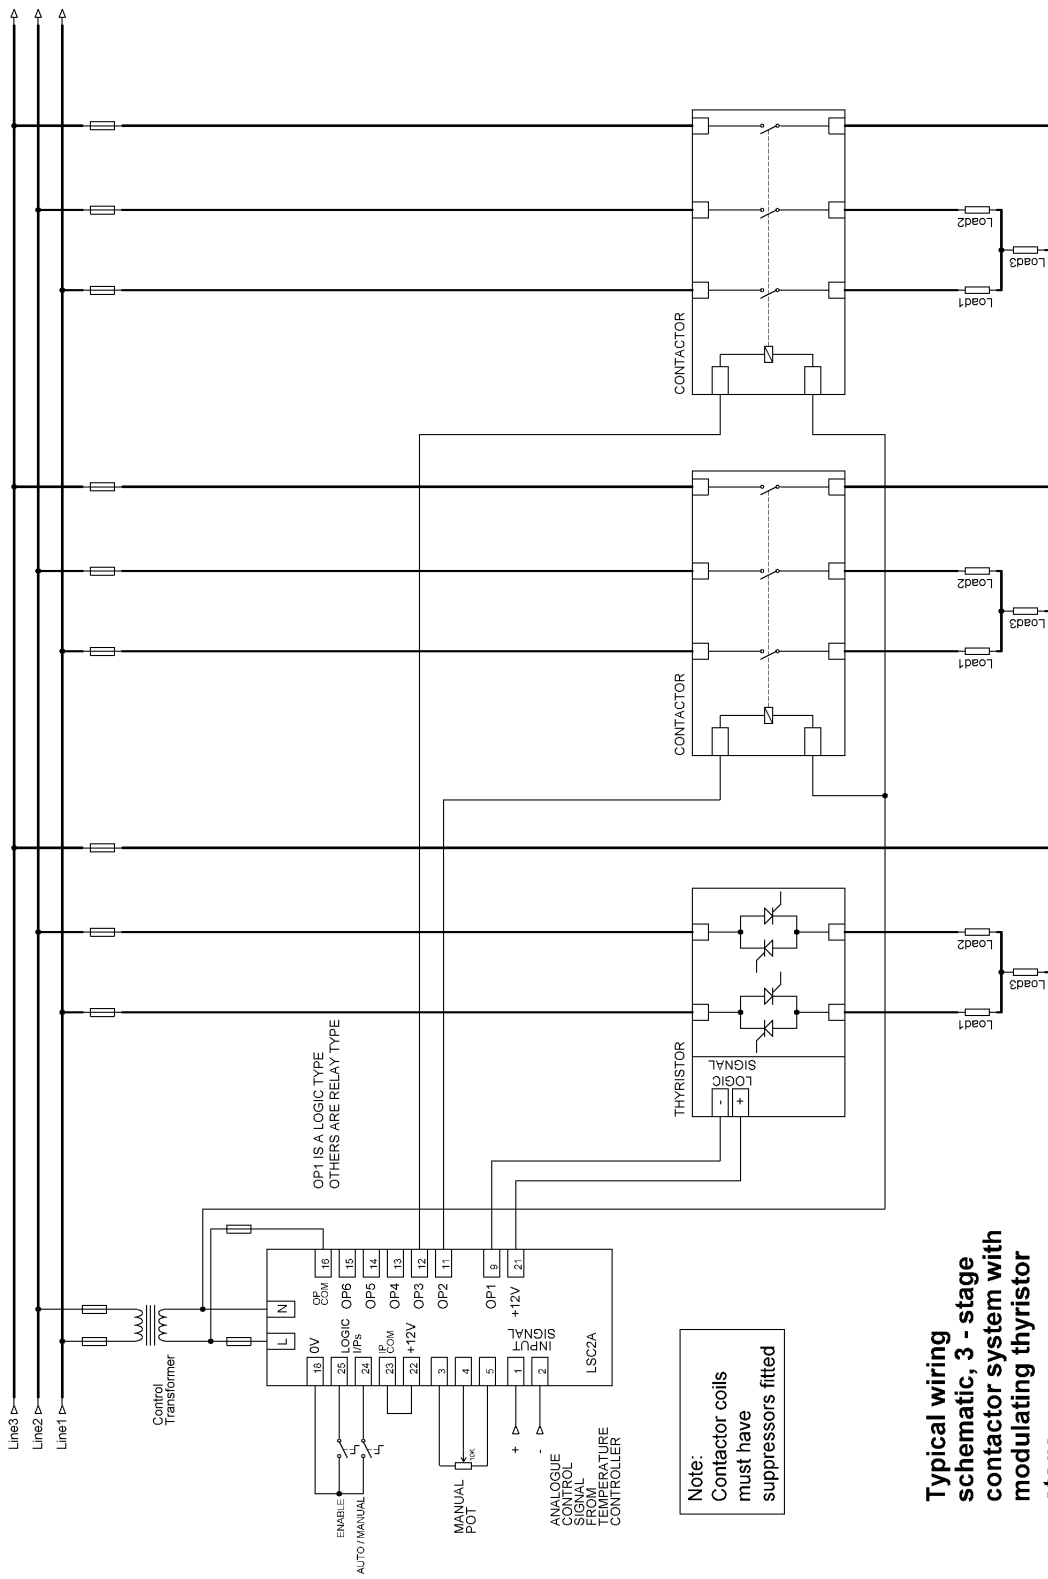 Line3
Line2
Line1
Control
Transformer
OP1 IS A LOGIC TYPE
OTHERS ARE RELAY TYPE
L
N
18
0V
25
LOGIC
I/Ps
24
23
IP
COM
22
+12V
3
4
5
1
2
INPUT
SIGNAL
OP
COM
16
OP6
15
OP5
14
OP4
13
OP3
12
OP2
11
OP1
9
+12V
21
LSC2A
ENABLE
AUTO / MANUAL
MANUAL
POT
10K
+
-
ANALOGUE
CONTROL
SIGNAL
FROM
TEMPERATURE
CONTROLLER
THYRISTOR
LOGIC
SIGNAL
-
+
Load1
Load2
Load3
CONTACTOR
Load1
Load2
Load3
CONTACTOR
Load1
Load2
Load3
Note:
Contactor coils
must have
suppressors fitted
Typical wiring
schematic, 3 - stage
contactor system with
modulating thyristor